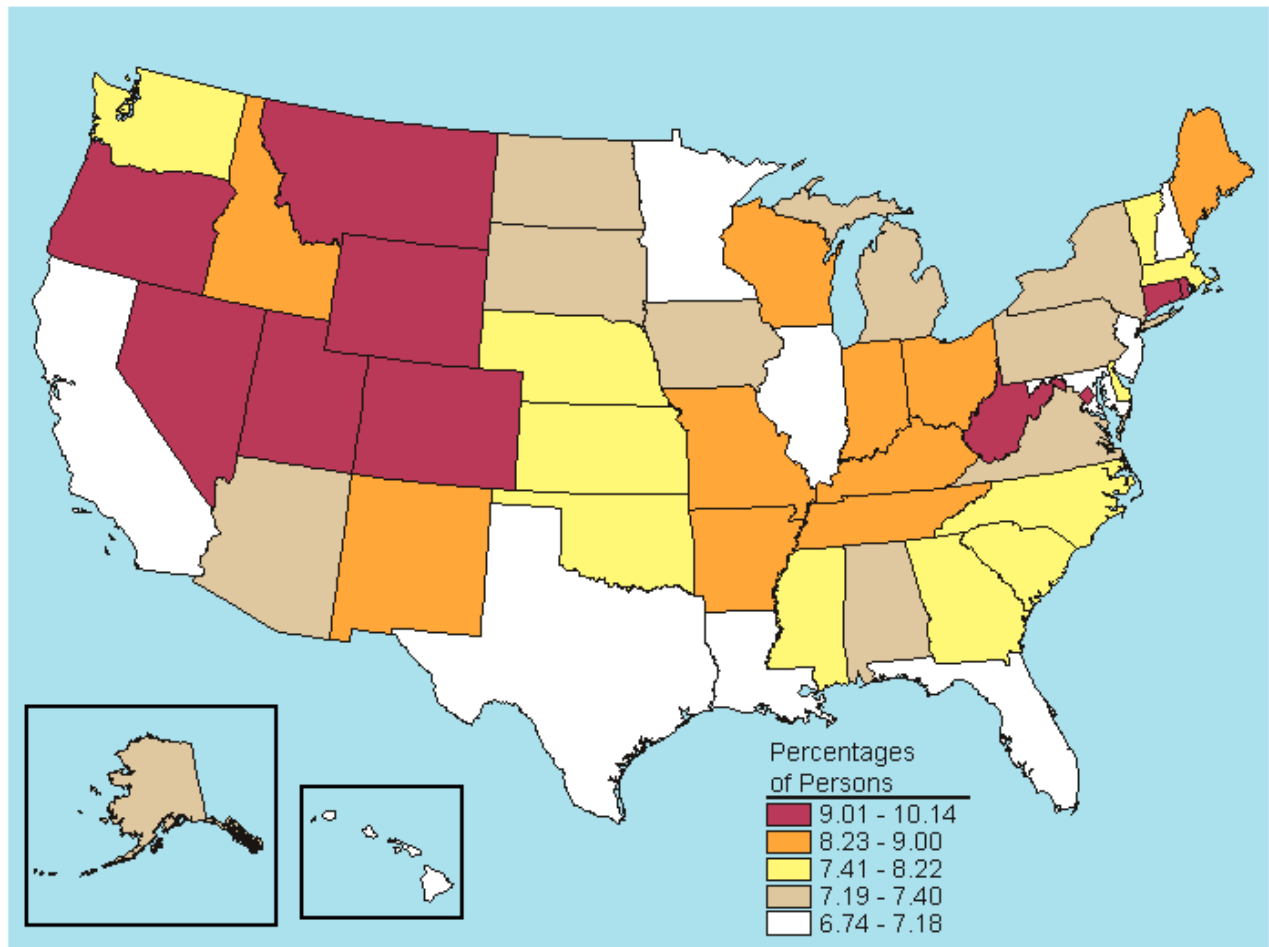 Percentages
of Persons
9.01 - 10.14
8.23 - 9.00
7.41 - 8.22
7.19 - 7.40
6.74 - 7.18